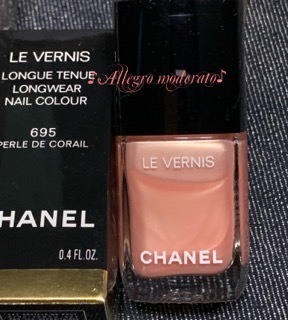 LE VERNIS
LONGUE TENUE
LONGWEAR
NAIL COLOUR
695
PERLE DE CORAIL
CHANEL
0.4 FL.OZ.
♪Allegro moderato♪
LE VERNIS
CHANEL